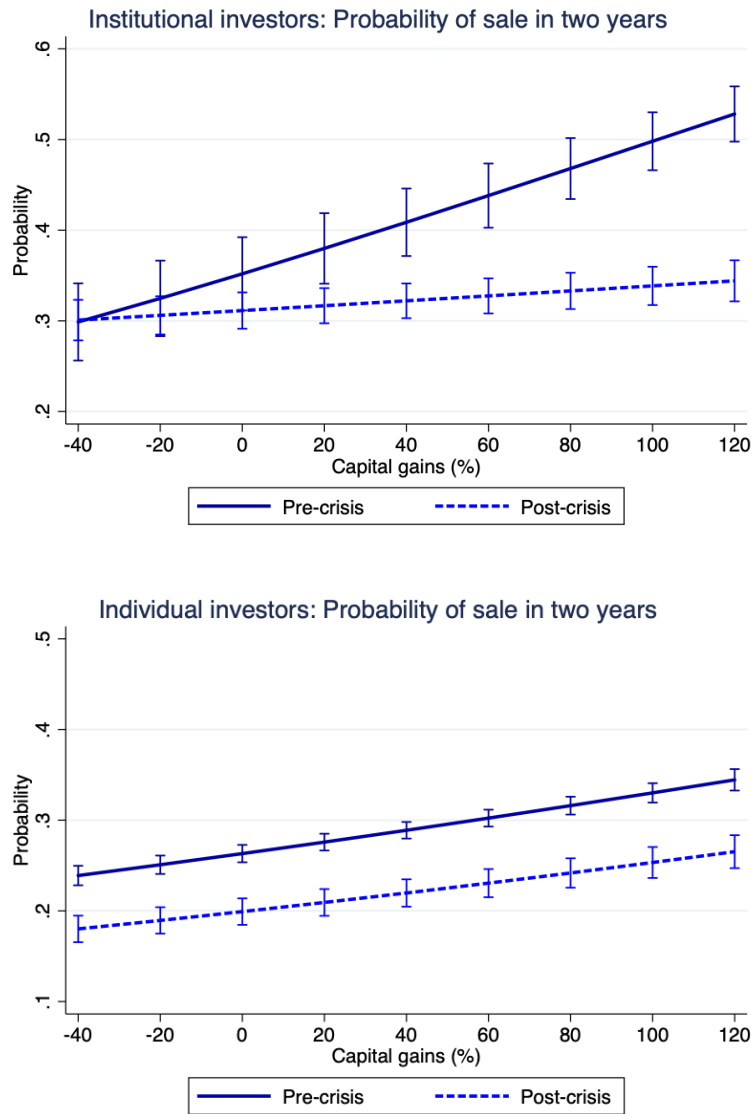 Institutional investors: Probability of sale in two years
.6
.5
.4
.3
.2
Probability
-40 -20 0 20 40 60 80 100 120
Capital gains (%)
Pre-crisis Post-crisis
Individual investors: Probability of sale in two years
.5
.4
.3
.2
.1
Probability
-40 -20 0 20 40 60 80 100 120
Capital gains (%)
Pre-crisis Post-crisis